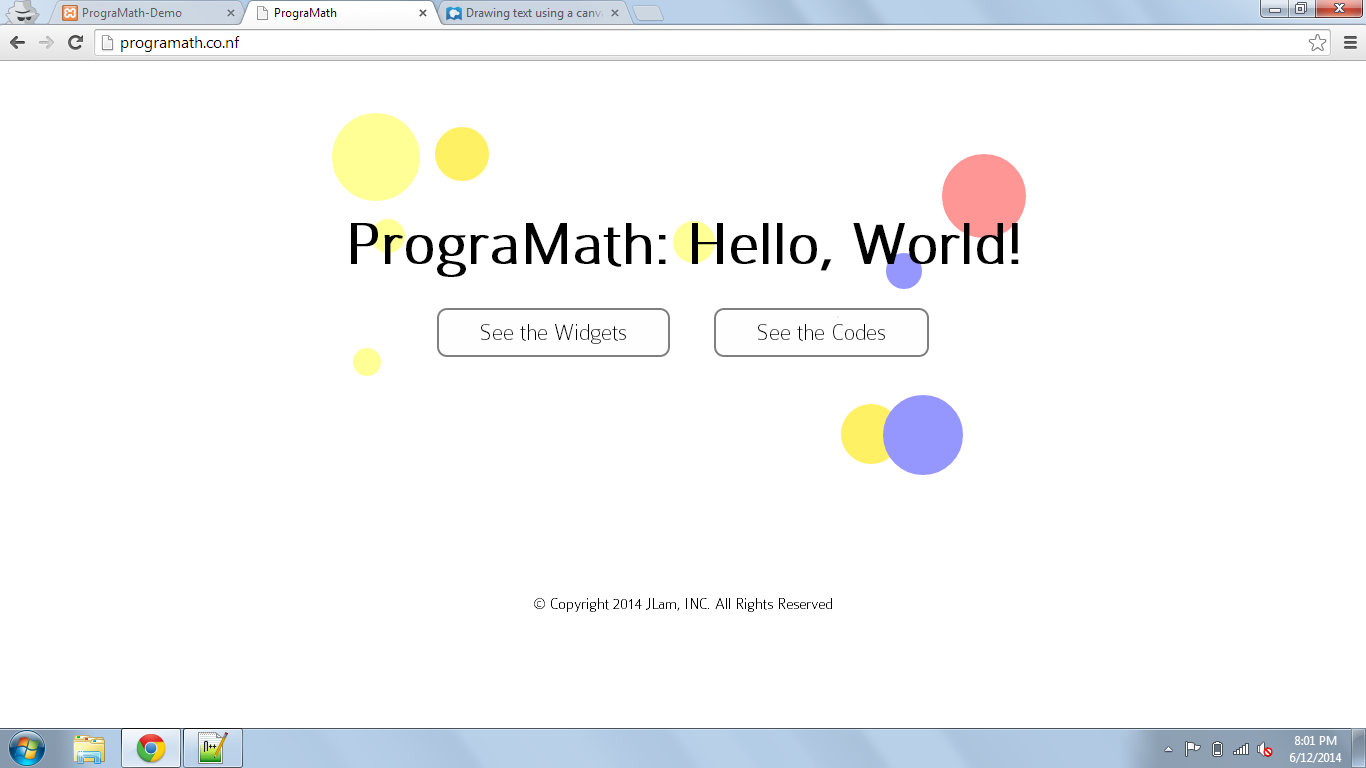 PrograMath-Demo
PrograMath
Drawing text using a canv
programath.co.nf
PrograMath: Hello, World!
See the Widgets
See the Codes
© Copyright 2014 JLam, INC. All Rights Reserved
N++
8:01 PM
6/12/2014